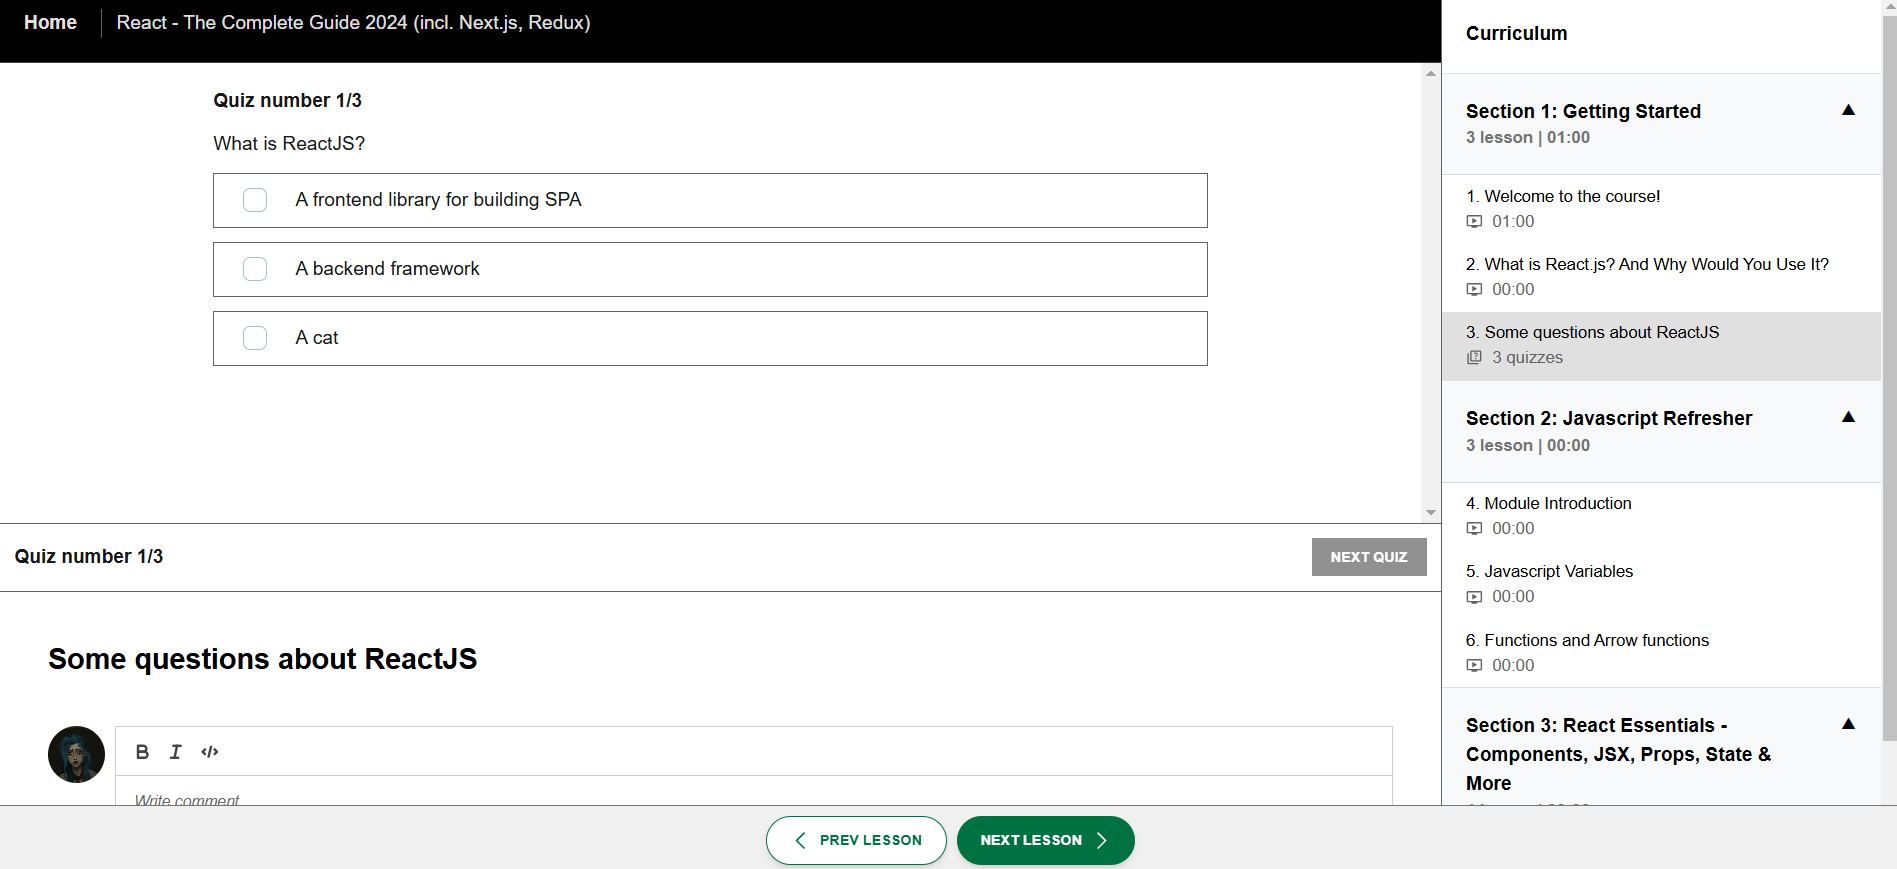 Home
React - The Complete Guide 2024 (incl. Next.js, Redux)
Quiz number 1/3
What is ReactJS?
A frontend library for building SPA
A backend framework
A cat
Quiz number 1/3
NEXT QUIZ
Some questions about ReactJS
B I </>
Write comment
PREV LESSON
NEXT LESSON
Curriculum
Section 1: Getting Started
3 lesson | 01:00
1. Welcome to the course!
01:00
2. What is React.js? And Why Would You Use It?
00:00
3. Some questions about ReactJS
3 quizzes
Section 2: Javascript Refresher
3 lesson | 00:00
4. Module Introduction
00:00
5. Javascript Variables
00:00
6. Functions and Arrow functions
00:00
Section 3: React Essentials -
Components, JSX, Props, State &
More